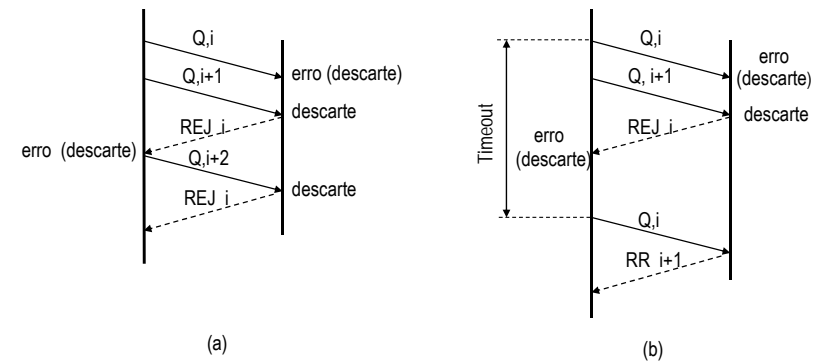 Q,i
erro (descarte)
Q,i+1
descarte
REJ i
erro (descarte)
Q,i+2
descarte
REJ i
(a)
Timeout
Q,i
erro
(descarte)
Q, i+1
descarte
REJ i
erro
(descarte)
Q,i
RR i+1
(b)